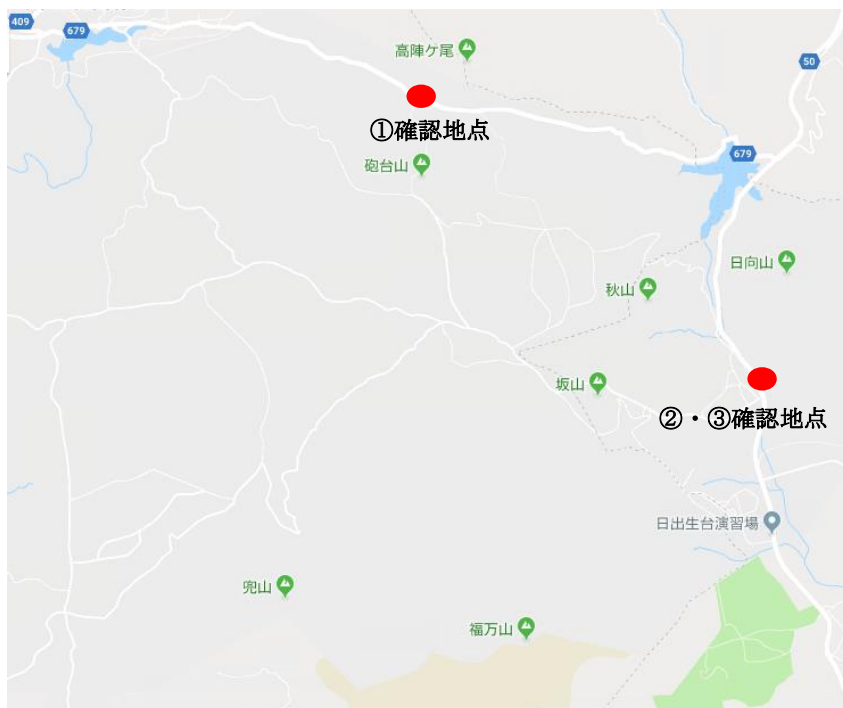 409
679
高陣ケ尾
50
①確認地点
砲台山
679
日向山
秋山
坂山
②・③確認地点
日出生台演習場
兜山
福万山